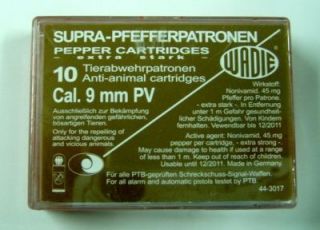 SUPRA-PFEFFERPATRONEN
PEPPER CARTRIDGES
extra stark
WADIE
10 Tierabwehrpatronen
Anti-animal cartridges
Cal. 9 mm PV
Ausschließlich zur Bekämpfung
von angreifenden gefährlichen,
bösartigen Tieren.
Only for the repelling of
attacking dangerous
and vicious animals.
Wirkstoff:
Nonivamid. 45 mg
Pfeffer pro Patrone.
- extra stark -. In Entfernung
unter 1 m Gefahr gesundheit-
licher Schädigungen. Von Kindern
fernhalten. Vewendbar bis 12/2011
Active agent: Nonivamid. 45 mg
pepper per cartridge, - extra strong -
May cause damage to health if used at
a range of less 1 m. Keep out of reach of children.
Usable until 12/2011. Made in Germany
Für alle PTB-geprüften Schreckschuss-Signal-Waffen.
For all alarm and automatic pistols tested by PTB
44-3017